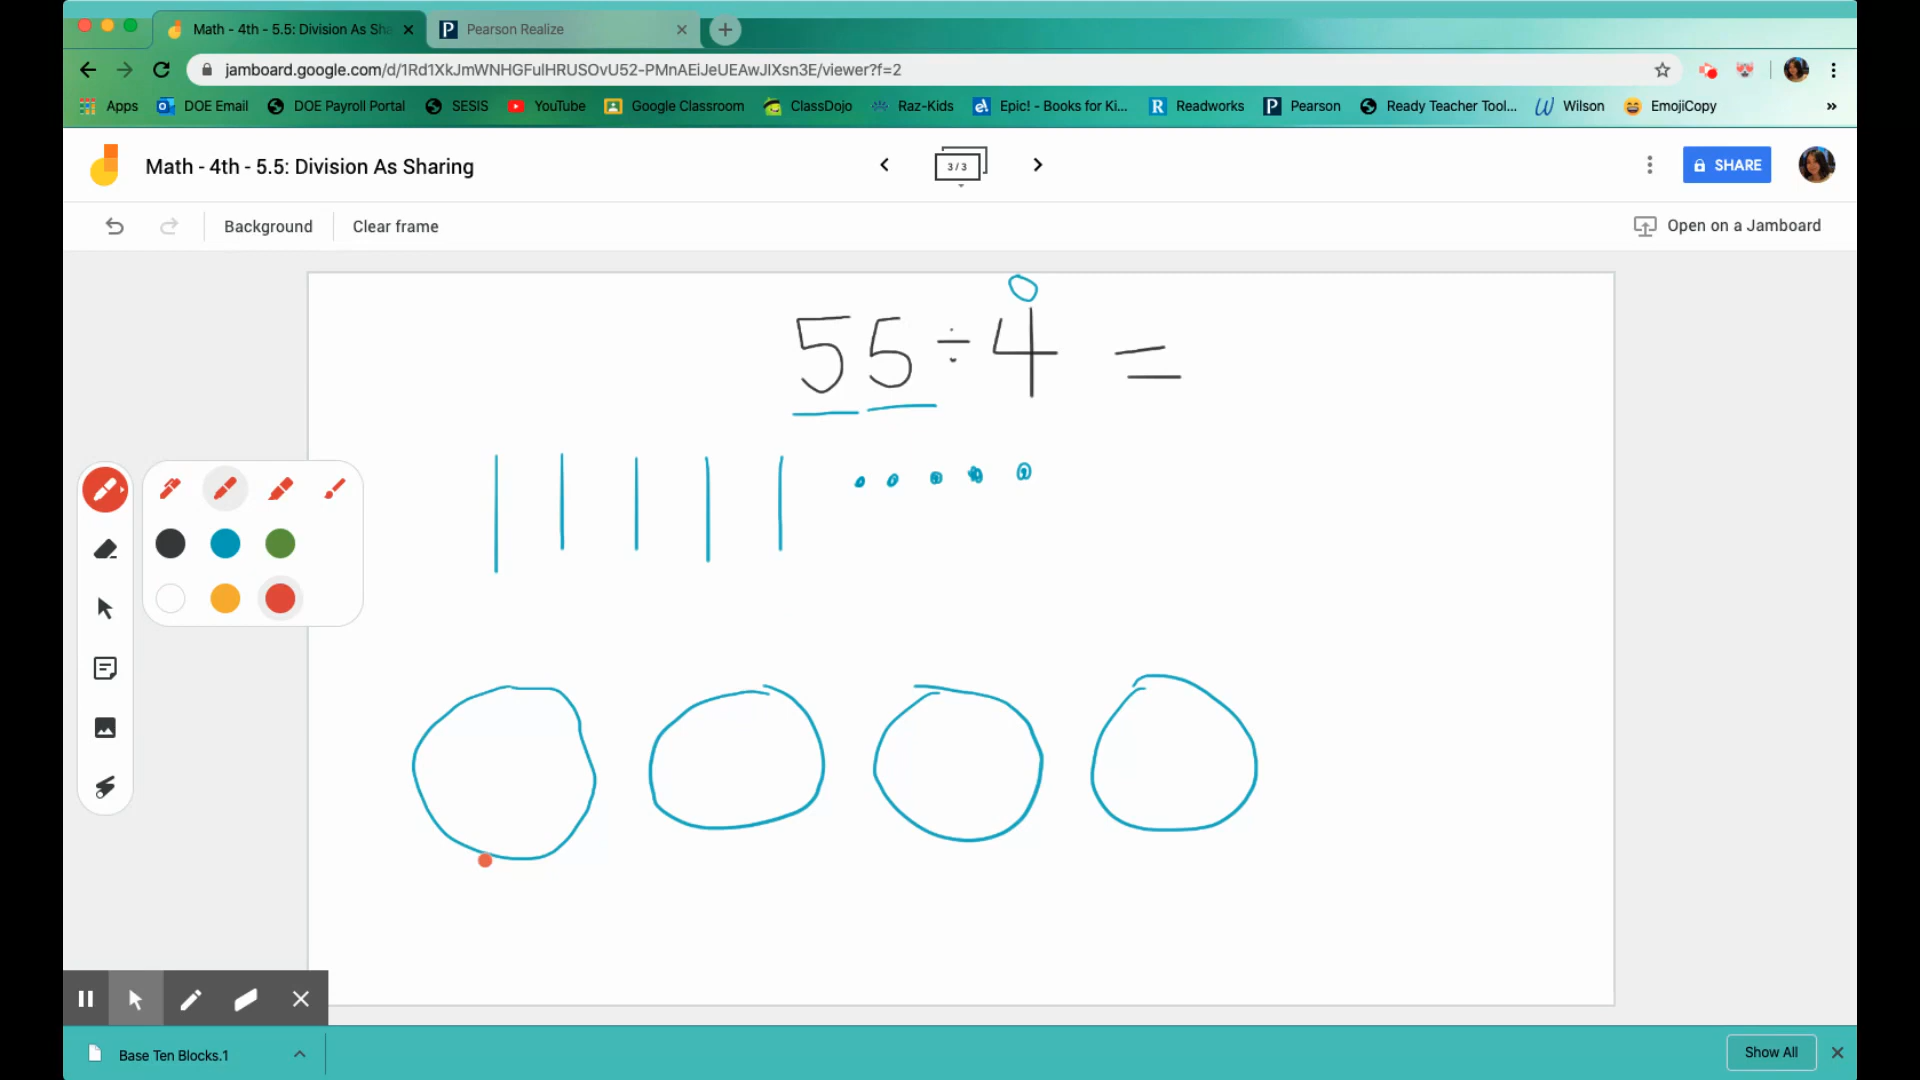 Math - 4th - 5.5: Division As Sha
Pearson Realize
jamboard.google.com/d/1Rd1XkJmWNHGFulHRUSOvU52-PMnAEiJeUEAwJIXsn3E/viewer?f=2
Apps DOE Email DOE Payroll Portal SESIS YouTube Google Classroom ClassDojo Raz-Kids Epic! - Books for Ki... Readworks Pearson Ready Teacher Tool... Wilson EmojiCopy »
Math - 4th - 5.5: Division As Sharing
3 / 3
SHARE
Background
Clear frame
Open on a Jamboard
55 ÷ 4 =
Base Ten Blocks.1
Show All